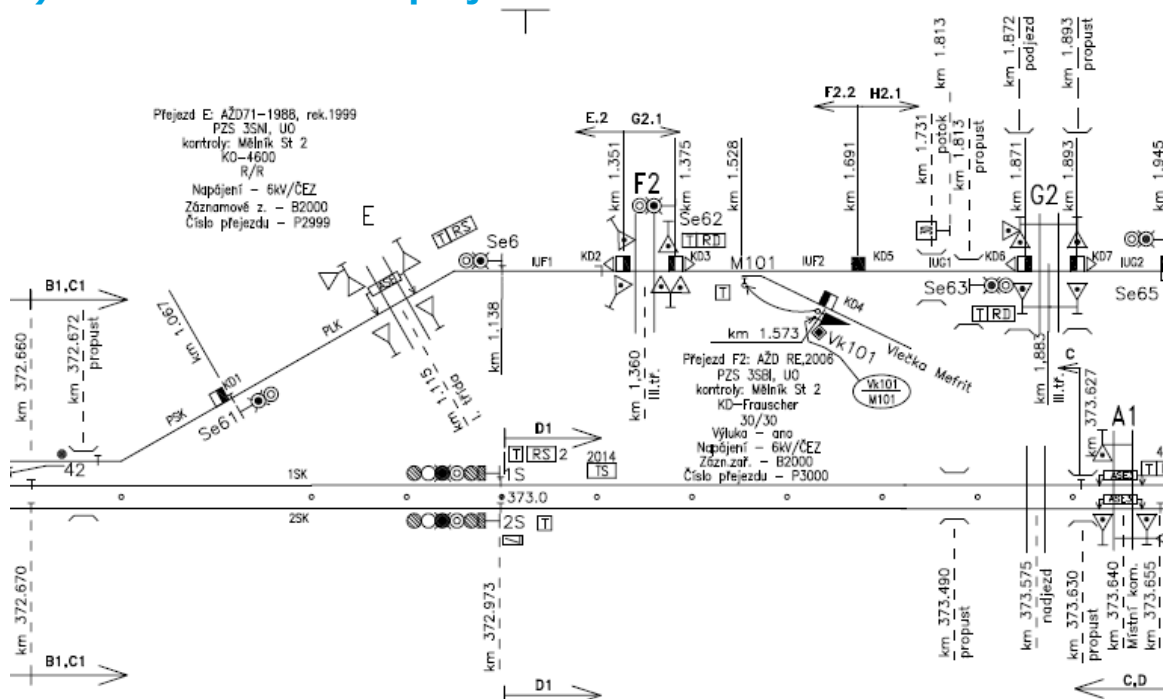 km 1.813
km 1.872
podjezd
km 1.893
propust
Přejezd E: AŽD71-1988, rek.1999
PZS 3SNI, UO
kontroly: Mělník St 2
KO-4600
R/R
Napájení - 6kV/ČEZ
Záznamové z. - B2000
Číslo přejezdu - P2999
E
F2.2
H2.1
E.2
G2.1
km 1.351
km 1.375
km 1.528
km 1.691
km 1.731
potok
km 1.813
propust
km 1.871
km 1.893
km 1.945
F2
G2
T RS
Se6
Se62
T RD
IUF1
KD2
KD3
M101
IUF2
KD5
IUG1
KD6
KD7
IUG2
Se63
T RD
Se65
ASE
B1,C1
km 1.067
PLK
km 1.138
T
KD4
km 1.573
Vk101
Vlečka Mefrit
km 372.660
km 372.672
propust
KD1
PSK
Se61
km 1.115
I. třída
km 1,360
III.tř.
Přejezd F2: AŽD RE,2006
PZS 3SBI, UO
kontroly: Mělník St 2
KD-Frauscher
30/30
Výluka - ano
Napájení - 6kV/ČEZ
Zázn.zař. - B2000
Číslo přejezdu - P3000
Vk101
M101
km 1,883
III.tř.
C
km 373.627
A1
42
D1
T RS 2
2014
TS
1SK
1S
ASE3
T
4
373.0
ASE3
2SK
2S
T
km 372.670
km 372.973
km 373.490
propust
km 373.575
nadjezd
km 373.630
propust
km 373.640
Místní kom.
km 373.655
B1,C1
D1
C,D